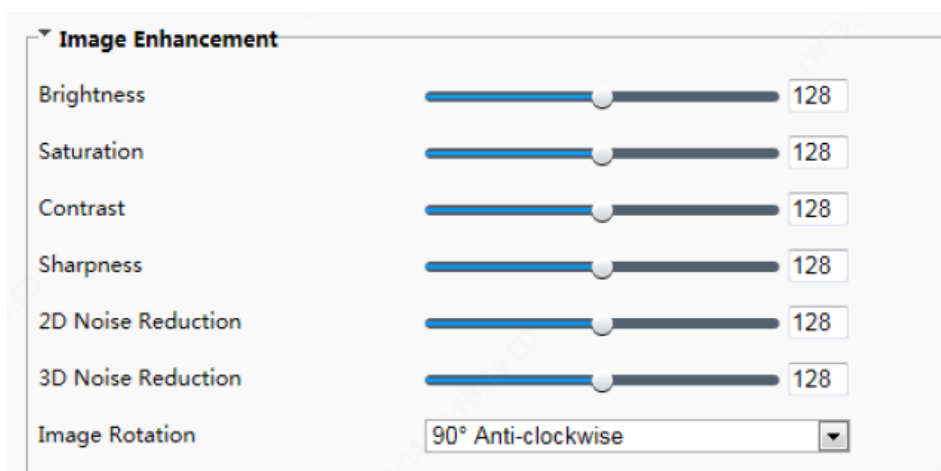 Image Enhancement
Brightness 128
Saturation 128
Contrast 128
Sharpness 128
2D Noise Reduction 128
3D Noise Reduction 128
Image Rotation 90° Anti-clockwise